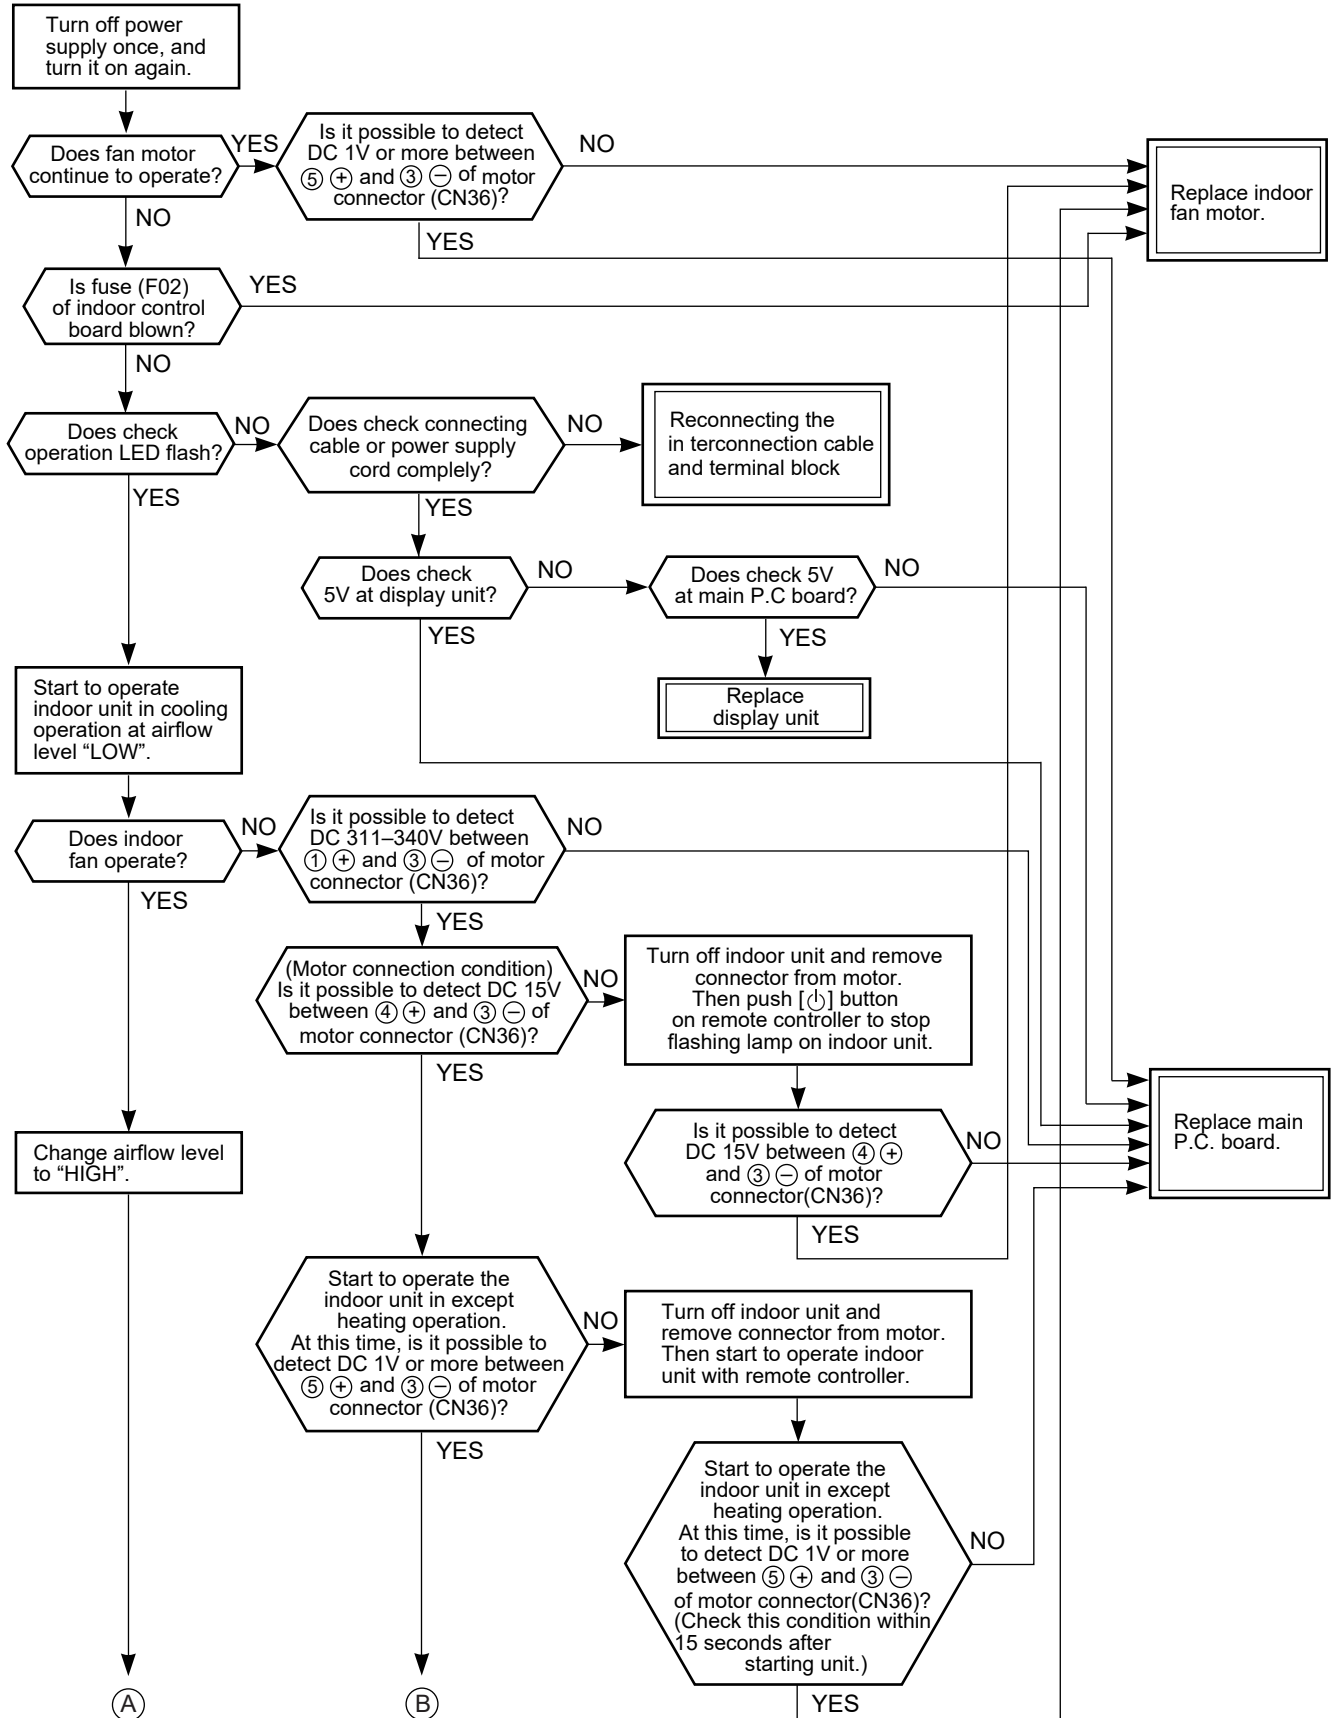 Turn off power
supply once, and
turn it on again.
Does fan motor
continue to operate?
YES
Is it possible to detect
DC 1V or more between
⑤ ⊕ and ③ ⊖ of motor
connector (CN36)?
NO
Replace indoor
fan motor.
NO
YES
Is fuse (F02)
of indoor control
board blown?
YES
NO
Does check
operation LED flash?
NO
Does check connecting
cable or power supply
cord complely?
NO
Reconnecting the
in terconnection cable
and terminal block
YES
YES
Does check
5V at display unit?
NO
Does check 5V
at main P.C board?
NO
YES
YES
Replace
display unit
Start to operate
indoor unit in cooling
operation at airflow
level “LOW”.
Does indoor
fan operate?
NO
Is it possible to detect
DC 311–340V between
① ⊕ and ③ ⊖ of motor
connector (CN36)?
NO
YES
YES
(Motor connection condition)
Is it possible to detect DC 15V
between ④ ⊕ and ③ ⊖ of
motor connector (CN36)?
NO
Turn off indoor unit and remove
connector from motor.
Then push [⏻] button
on remote controller to stop
flashing lamp on indoor unit.
YES
Change airflow level
to “HIGH”.
Is it possible to detect
DC 15V between ④ ⊕
and ③ ⊖ of motor
connector(CN36)?
NO
Replace main
P.C. board.
YES
Start to operate the
indoor unit in except
heating operation.
At this time, is it possible to
detect DC 1V or more between
⑤ ⊕ and ③ ⊖ of motor
connector (CN36)?
NO
Turn off indoor unit and
remove connector from motor.
Then start to operate indoor
unit with remote controller.
YES
Start to operate the
indoor unit in except
heating operation.
At this time, is it possible
to detect DC 1V or more
between ⑤ ⊕ and ③ ⊖
of motor connector(CN36)?
(Check this condition within
15 seconds after
starting unit.)
NO
YES
Ⓐ
Ⓑ